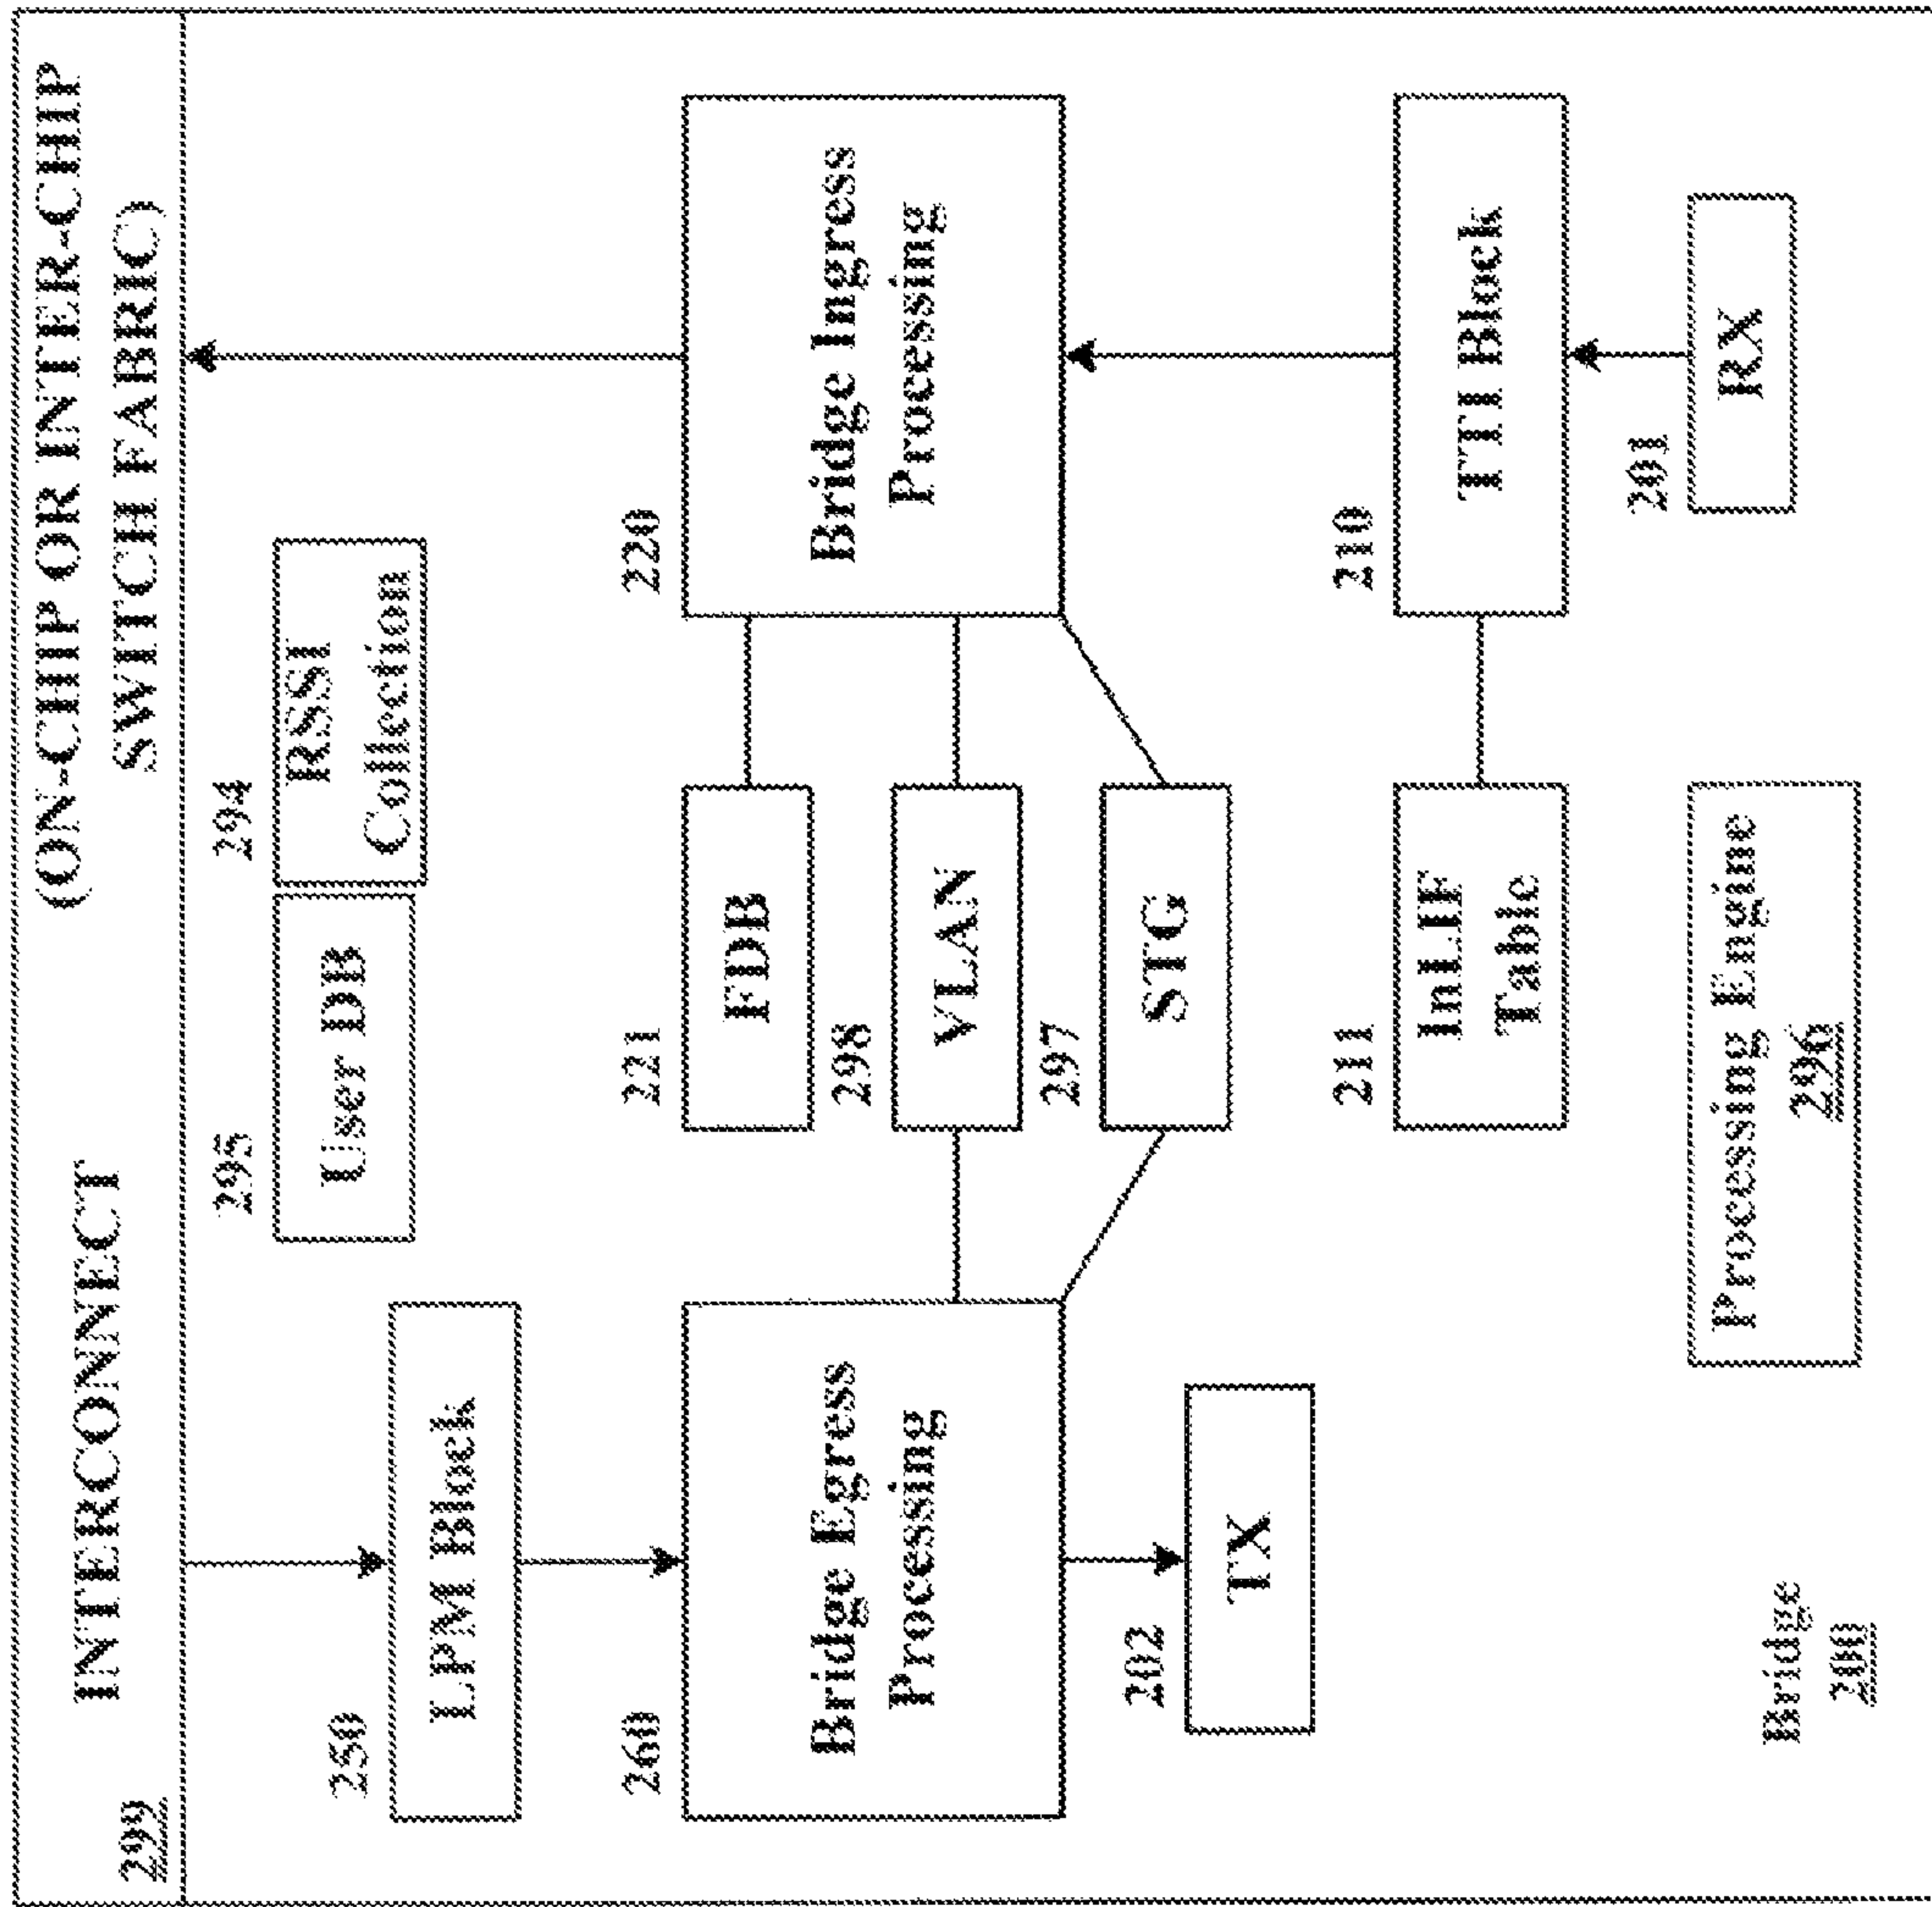 INTERCONNECT
(ON-CHIP OR INTER-CHIP
SWITCH FABRIC)
299
295
User DB
294
RSSI
Collection
250
LPM Block
260
Bridge Egress
Processing
221
FDB
220
Bridge Ingress
Processing
298
VLAN
297
STG
202
TX
211
InLIF
Table
210
TTI Block
201
RX
Processing Engine
296
Bridge
200